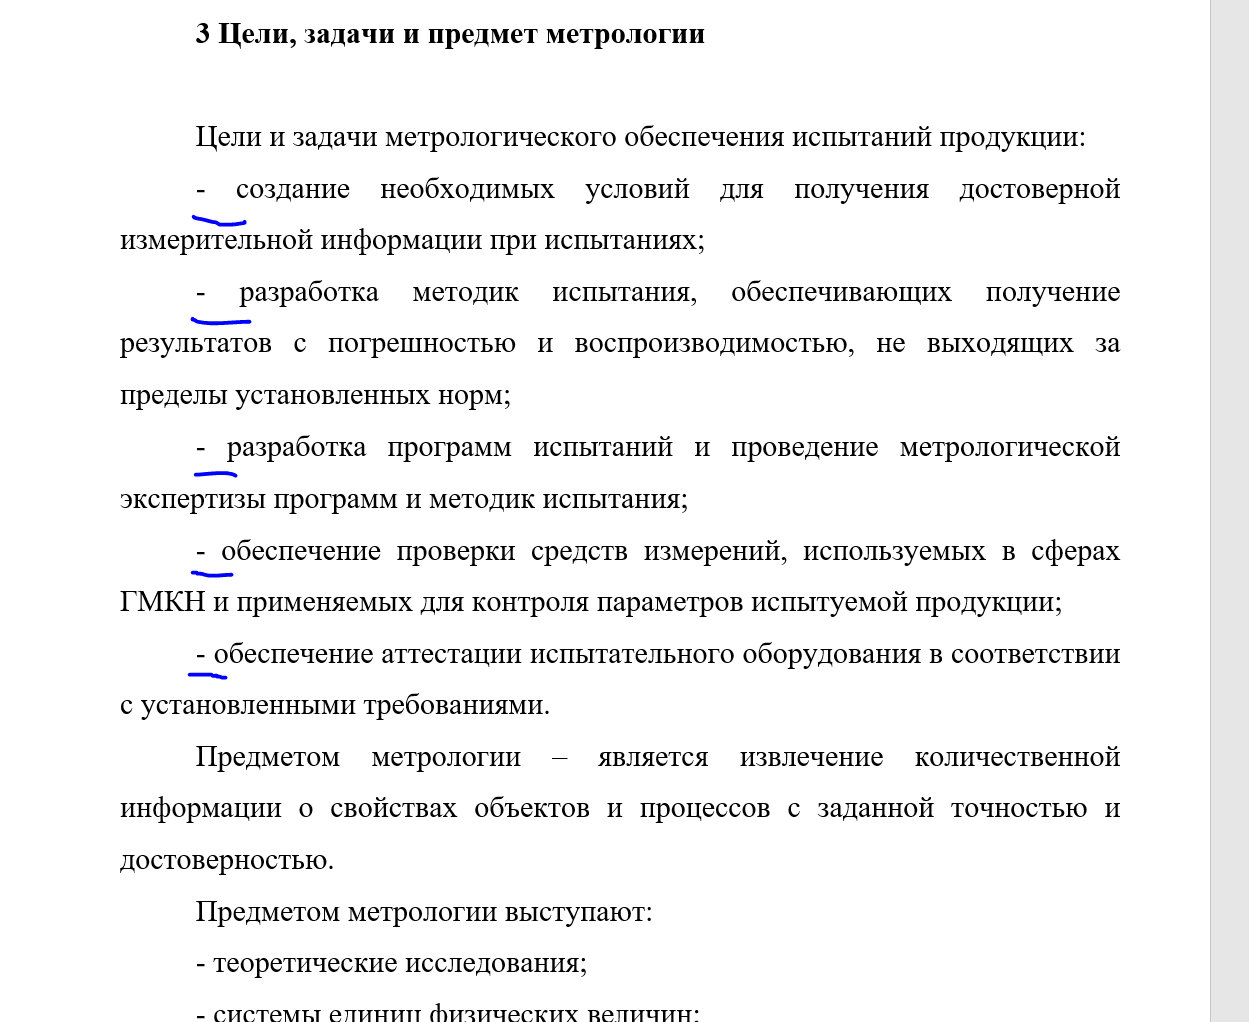 3 Цели, задачи и предмет метрологии
Цели и задачи метрологического обеспечения испытаний продукции:
- создание необходимых условий для получения достоверной
измерительной информации при испытаниях;
- разработка методик испытания, обеспечивающих получение
результатов с погрешностью и воспроизводимостью, не выходящих за
пределы установленных норм;
- разработка программ испытаний и проведение метрологической
экспертизы программ и методик испытания;
- обеспечение проверки средств измерений, используемых в сферах
ГМКН и применяемых для контроля параметров испытуемой продукции;
- обеспечение аттестации испытательного оборудования в соответствии
с установленными требованиями.
Предметом метрологии – является извлечение количественной
информации о свойствах объектов и процессов с заданной точностью и
достоверностью.
Предметом метрологии выступают:
- теоретические исследования;
- системы единиц физических величин;